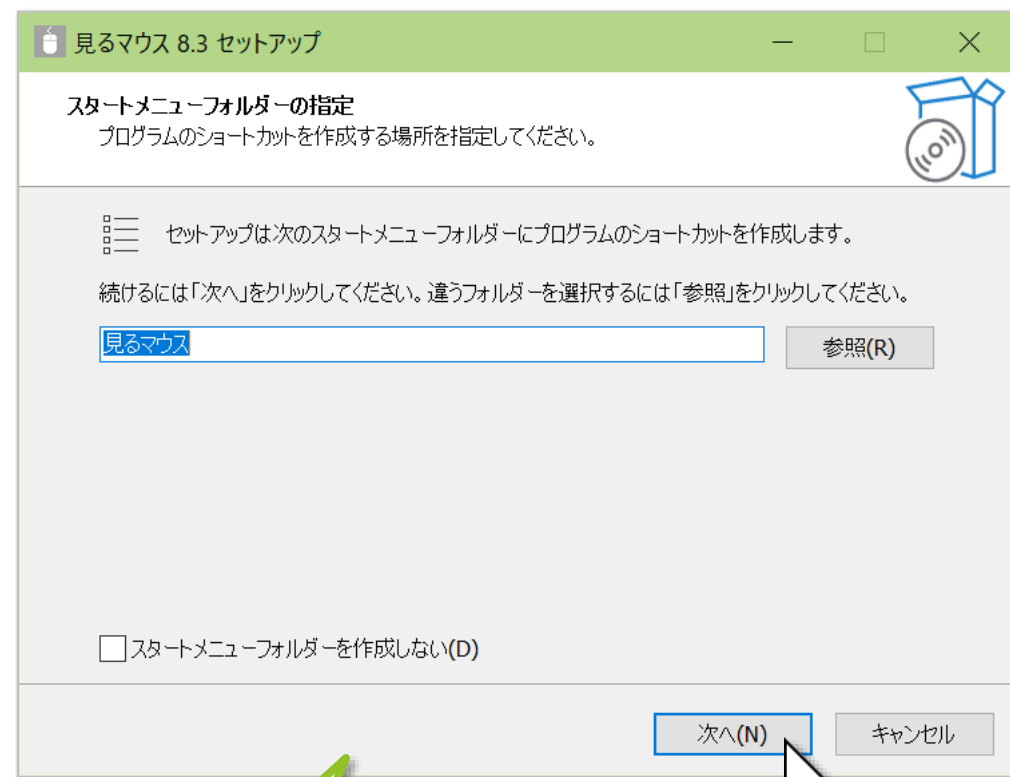 見るマウス 8.3 セットアップ
スタートメニューフォルダーの指定
プログラムのショートカットを作成する場所を指定してください。
セットアップは次のスタートメニューフォルダーにプログラムのショートカットを作成します。
続けるには「次へ」をクリックしてください。違うフォルダーを選択するには「参照」をクリックしてください。
見るマウス
参照(R)
スタートメニューフォルダーを作成しない(D)
次へ(N)
キャンセル